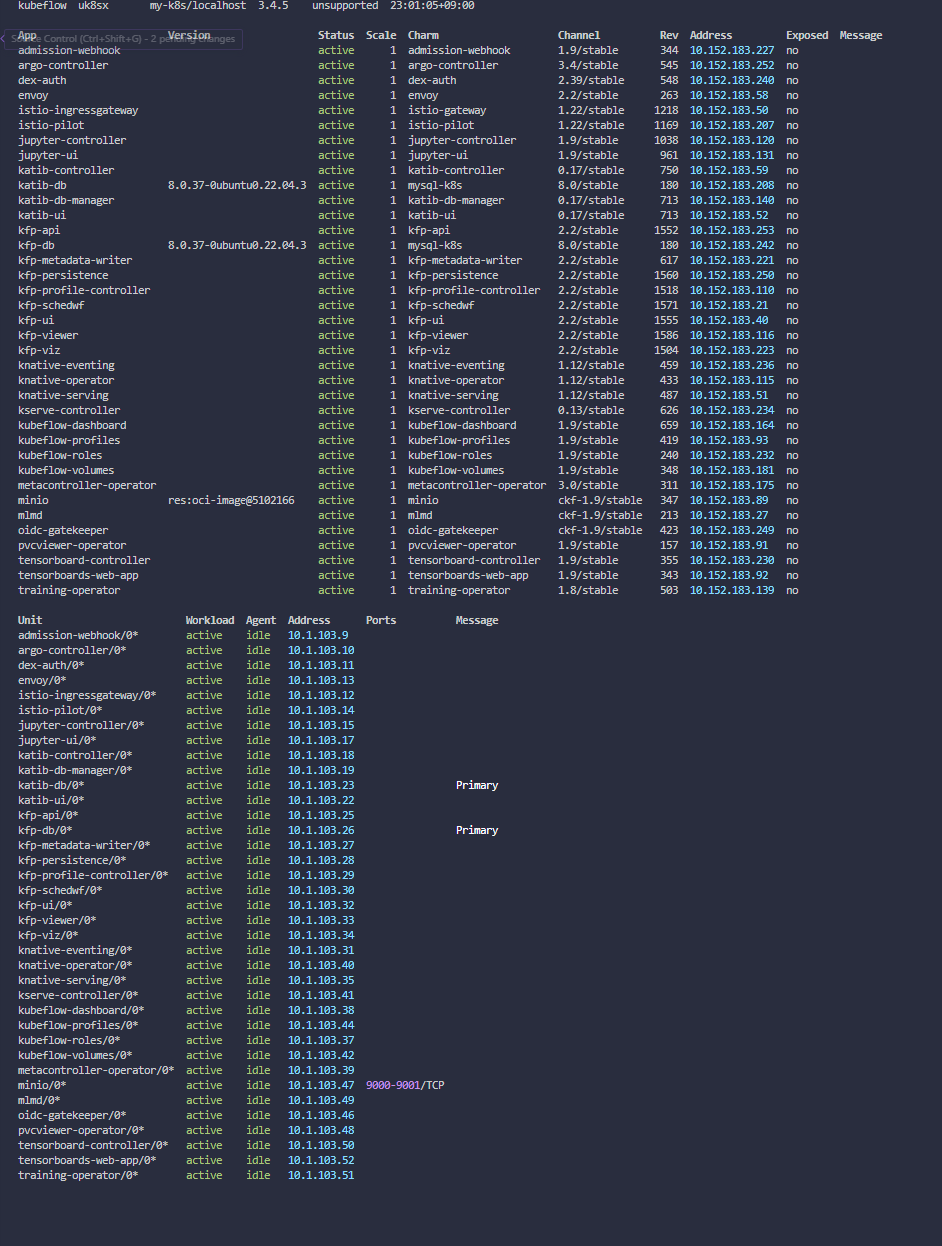 kubeflow uk8sx my-k8s/localhost 3.4.5 unsupported 23:01:05+09:00
Source Control (Ctrl+Shift+G) - 2 pending changes
App Version Status Scale Charm Channel Rev Address Exposed Message
admission-webhook active 1 admission-webhook 1.9/stable 344 10.152.183.227 no
argo-controller active 1 argo-controller 3.4/stable 545 10.152.183.252 no
dex-auth active 1 dex-auth 2.39/stable 548 10.152.183.240 no
envoy active 1 envoy 2.2/stable 263 10.152.183.58 no
istio-ingressgateway active 1 istio-gateway 1.22/stable 1218 10.152.183.50 no
istio-pilot active 1 istio-pilot 1.22/stable 1169 10.152.183.207 no
jupyter-controller active 1 jupyter-controller 1.9/stable 1038 10.152.183.120 no
jupyter-ui active 1 jupyter-ui 1.9/stable 961 10.152.183.131 no
katib-controller active 1 katib-controller 0.17/stable 750 10.152.183.59 no
katib-db 8.0.37-0ubuntu0.22.04.3 active 1 mysql-k8s 8.0/stable 180 10.152.183.208 no
katib-db-manager active 1 katib-db-manager 0.17/stable 713 10.152.183.140 no
katib-ui active 1 katib-ui 0.17/stable 713 10.152.183.52 no
kfp-api active 1 kfp-api 2.2/stable 1552 10.152.183.253 no
kfp-db 8.0.37-0ubuntu0.22.04.3 active 1 mysql-k8s 8.0/stable 180 10.152.183.242 no
kfp-metadata-writer active 1 kfp-metadata-writer 2.2/stable 617 10.152.183.221 no
kfp-persistence active 1 kfp-persistence 2.2/stable 1560 10.152.183.250 no
kfp-profile-controller active 1 kfp-profile-controller 2.2/stable 1518 10.152.183.110 no
kfp-schedwf active 1 kfp-schedwf 2.2/stable 1571 10.152.183.21 no
kfp-ui active 1 kfp-ui 2.2/stable 1555 10.152.183.40 no
kfp-viewer active 1 kfp-viewer 2.2/stable 1586 10.152.183.116 no
kfp-viz active 1 kfp-viz 2.2/stable 1504 10.152.183.223 no
knative-eventing active 1 knative-eventing 1.12/stable 459 10.152.183.236 no
knative-operator active 1 knative-operator 1.12/stable 433 10.152.183.115 no
knative-serving active 1 knative-serving 1.12/stable 487 10.152.183.51 no
kserve-controller active 1 kserve-controller 0.13/stable 626 10.152.183.234 no
kubeflow-dashboard active 1 kubeflow-dashboard 1.9/stable 659 10.152.183.164 no
kubeflow-profiles active 1 kubeflow-profiles 1.9/stable 419 10.152.183.93 no
kubeflow-roles active 1 kubeflow-roles 1.9/stable 240 10.152.183.232 no
kubeflow-volumes active 1 kubeflow-volumes 1.9/stable 348 10.152.183.181 no
metacontroller-operator active 1 metacontroller-operator 3.0/stable 311 10.152.183.175 no
minio res:oci-image@5102166 active 1 minio ckf-1.9/stable 347 10.152.183.89 no
mlmd active 1 mlmd ckf-1.9/stable 213 10.152.183.27 no
oidc-gatekeeper active 1 oidc-gatekeeper ckf-1.9/stable 423 10.152.183.249 no
pvcviewer-operator active 1 pvcviewer-operator 1.9/stable 157 10.152.183.91 no
tensorboard-controller active 1 tensorboard-controller 1.9/stable 355 10.152.183.230 no
tensorboards-web-app active 1 tensorboards-web-app 1.9/stable 343 10.152.183.92 no
training-operator active 1 training-operator 1.8/stable 503 10.152.183.139 no
Unit Workload Agent Address Ports Message
admission-webhook/0* active idle 10.1.103.9
argo-controller/0* active idle 10.1.103.10
dex-auth/0* active idle 10.1.103.11
envoy/0* active idle 10.1.103.13
istio-ingressgateway/0* active idle 10.1.103.12
istio-pilot/0* active idle 10.1.103.14
jupyter-controller/0* active idle 10.1.103.15
jupyter-ui/0* active idle 10.1.103.17
katib-controller/0* active idle 10.1.103.18
katib-db-manager/0* active idle 10.1.103.19
katib-db/0* active idle 10.1.103.23 Primary
katib-ui/0* active idle 10.1.103.22
kfp-api/0* active idle 10.1.103.25
kfp-db/0* active idle 10.1.103.26 Primary
kfp-metadata-writer/0* active idle 10.1.103.27
kfp-persistence/0* active idle 10.1.103.28
kfp-profile-controller/0* active idle 10.1.103.29
kfp-schedwf/0* active idle 10.1.103.30
kfp-ui/0* active idle 10.1.103.32
kfp-viewer/0* active idle 10.1.103.33
kfp-viz/0* active idle 10.1.103.34
knative-eventing/0* active idle 10.1.103.31
knative-operator/0* active idle 10.1.103.40
knative-serving/0* active idle 10.1.103.35
kserve-controller/0* active idle 10.1.103.41
kubeflow-dashboard/0* active idle 10.1.103.38
kubeflow-profiles/0* active idle 10.1.103.44
kubeflow-roles/0* active idle 10.1.103.37
kubeflow-volumes/0* active idle 10.1.103.42
metacontroller-operator/0* active idle 10.1.103.39
minio/0* active idle 10.1.103.47 9000-9001/TCP
mlmd/0* active idle 10.1.103.49
oidc-gatekeeper/0* active idle 10.1.103.46
pvcviewer-operator/0* active idle 10.1.103.48
tensorboard-controller/0* active idle 10.1.103.50
tensorboards-web-app/0* active idle 10.1.103.52
training-operator/0* active idle 10.1.103.51